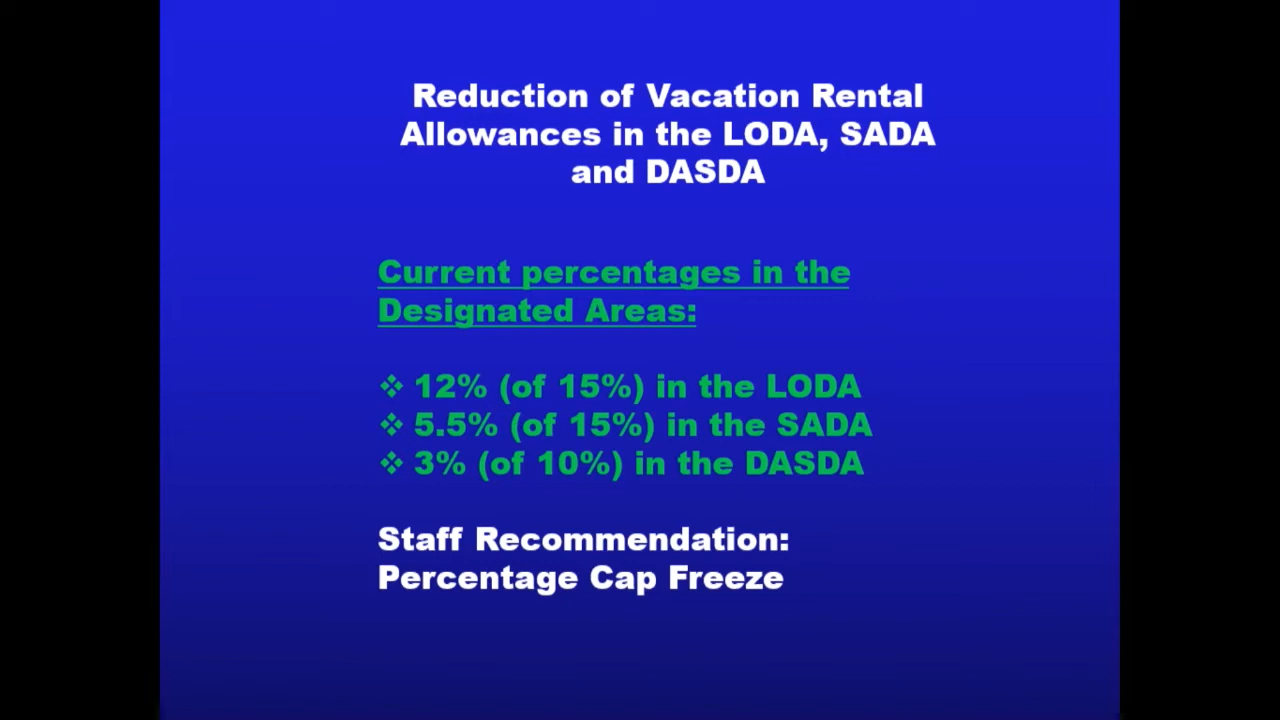 Reduction of Vacation Rental
Allowances in the LODA, SADA
and DASDA
Current percentages in the
Designated Areas:
❖ 12% (of 15%) in the LODA
❖ 5.5% (of 15%) in the SADA
❖ 3% (of 10%) in the DASDA
Staff Recommendation:
Percentage Cap Freeze